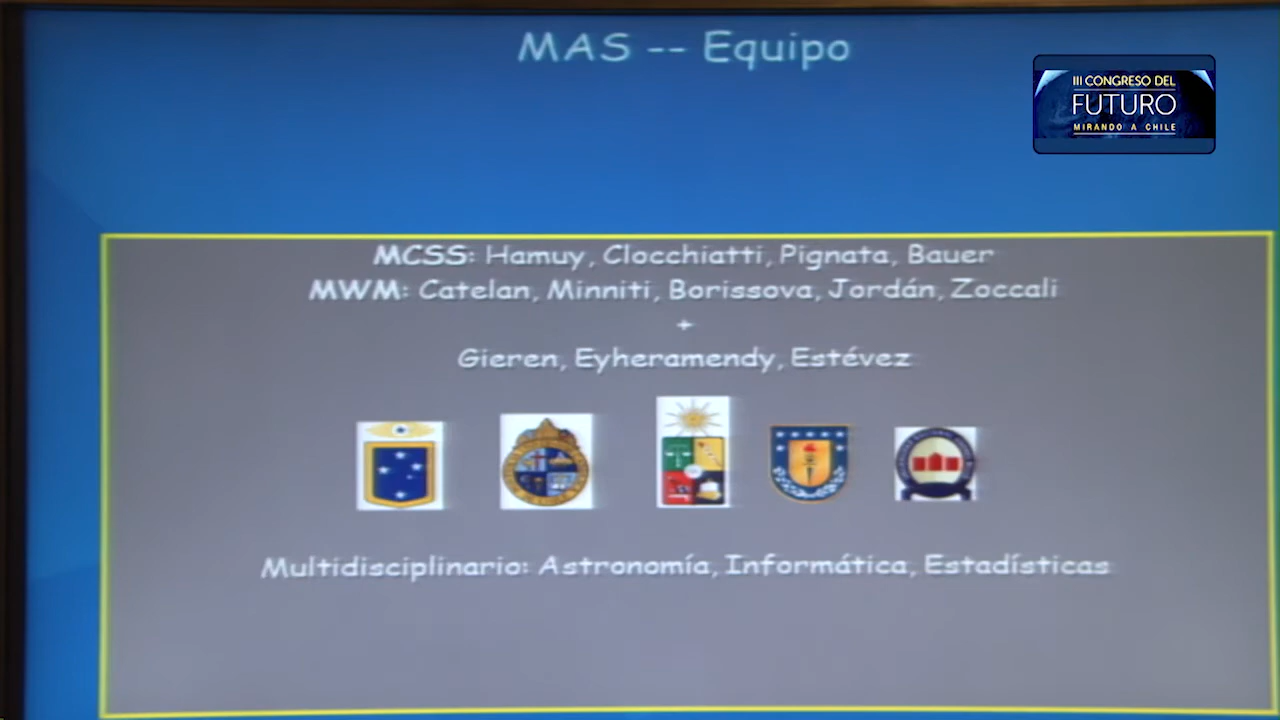 MAS -- Equipo
III CONGRESO DEL
FUTURO
MIRANDO A CHILE
MCSS: Hamuy, Clocchiatti, Pignata, Bauer
MWM: Catelan, Minniti, Borissova, Jordán, Zoccali
+
Gieren, Eyheramendy, Estévez
Multidisciplinario: Astronomía, Informática, Estadísticas